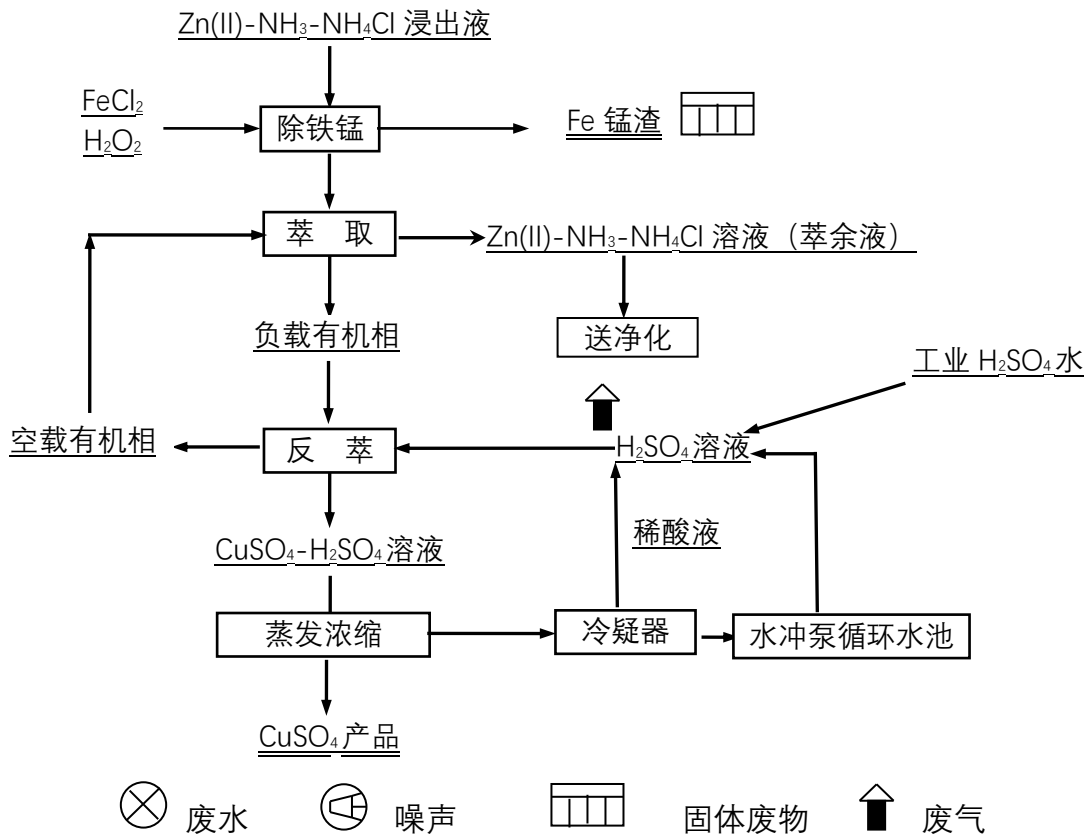 Zn(II)-NH₃-NH₄Cl 浸出液
FeCl₂
H₂O₂
除铁锰
Fe 锰渣
萃 取
Zn(II)-NH₃-NH₄Cl 溶液（萃余液）
负载有机相
送净化
工业 H₂SO₄ 水
空载有机相
反 萃
H₂SO₄ 溶液
CuSO₄-H₂SO₄ 溶液
稀酸液
蒸发浓缩
冷疑器
水冲泵循环水池
CuSO₄ 产品
废水
噪声
固体废物
废气